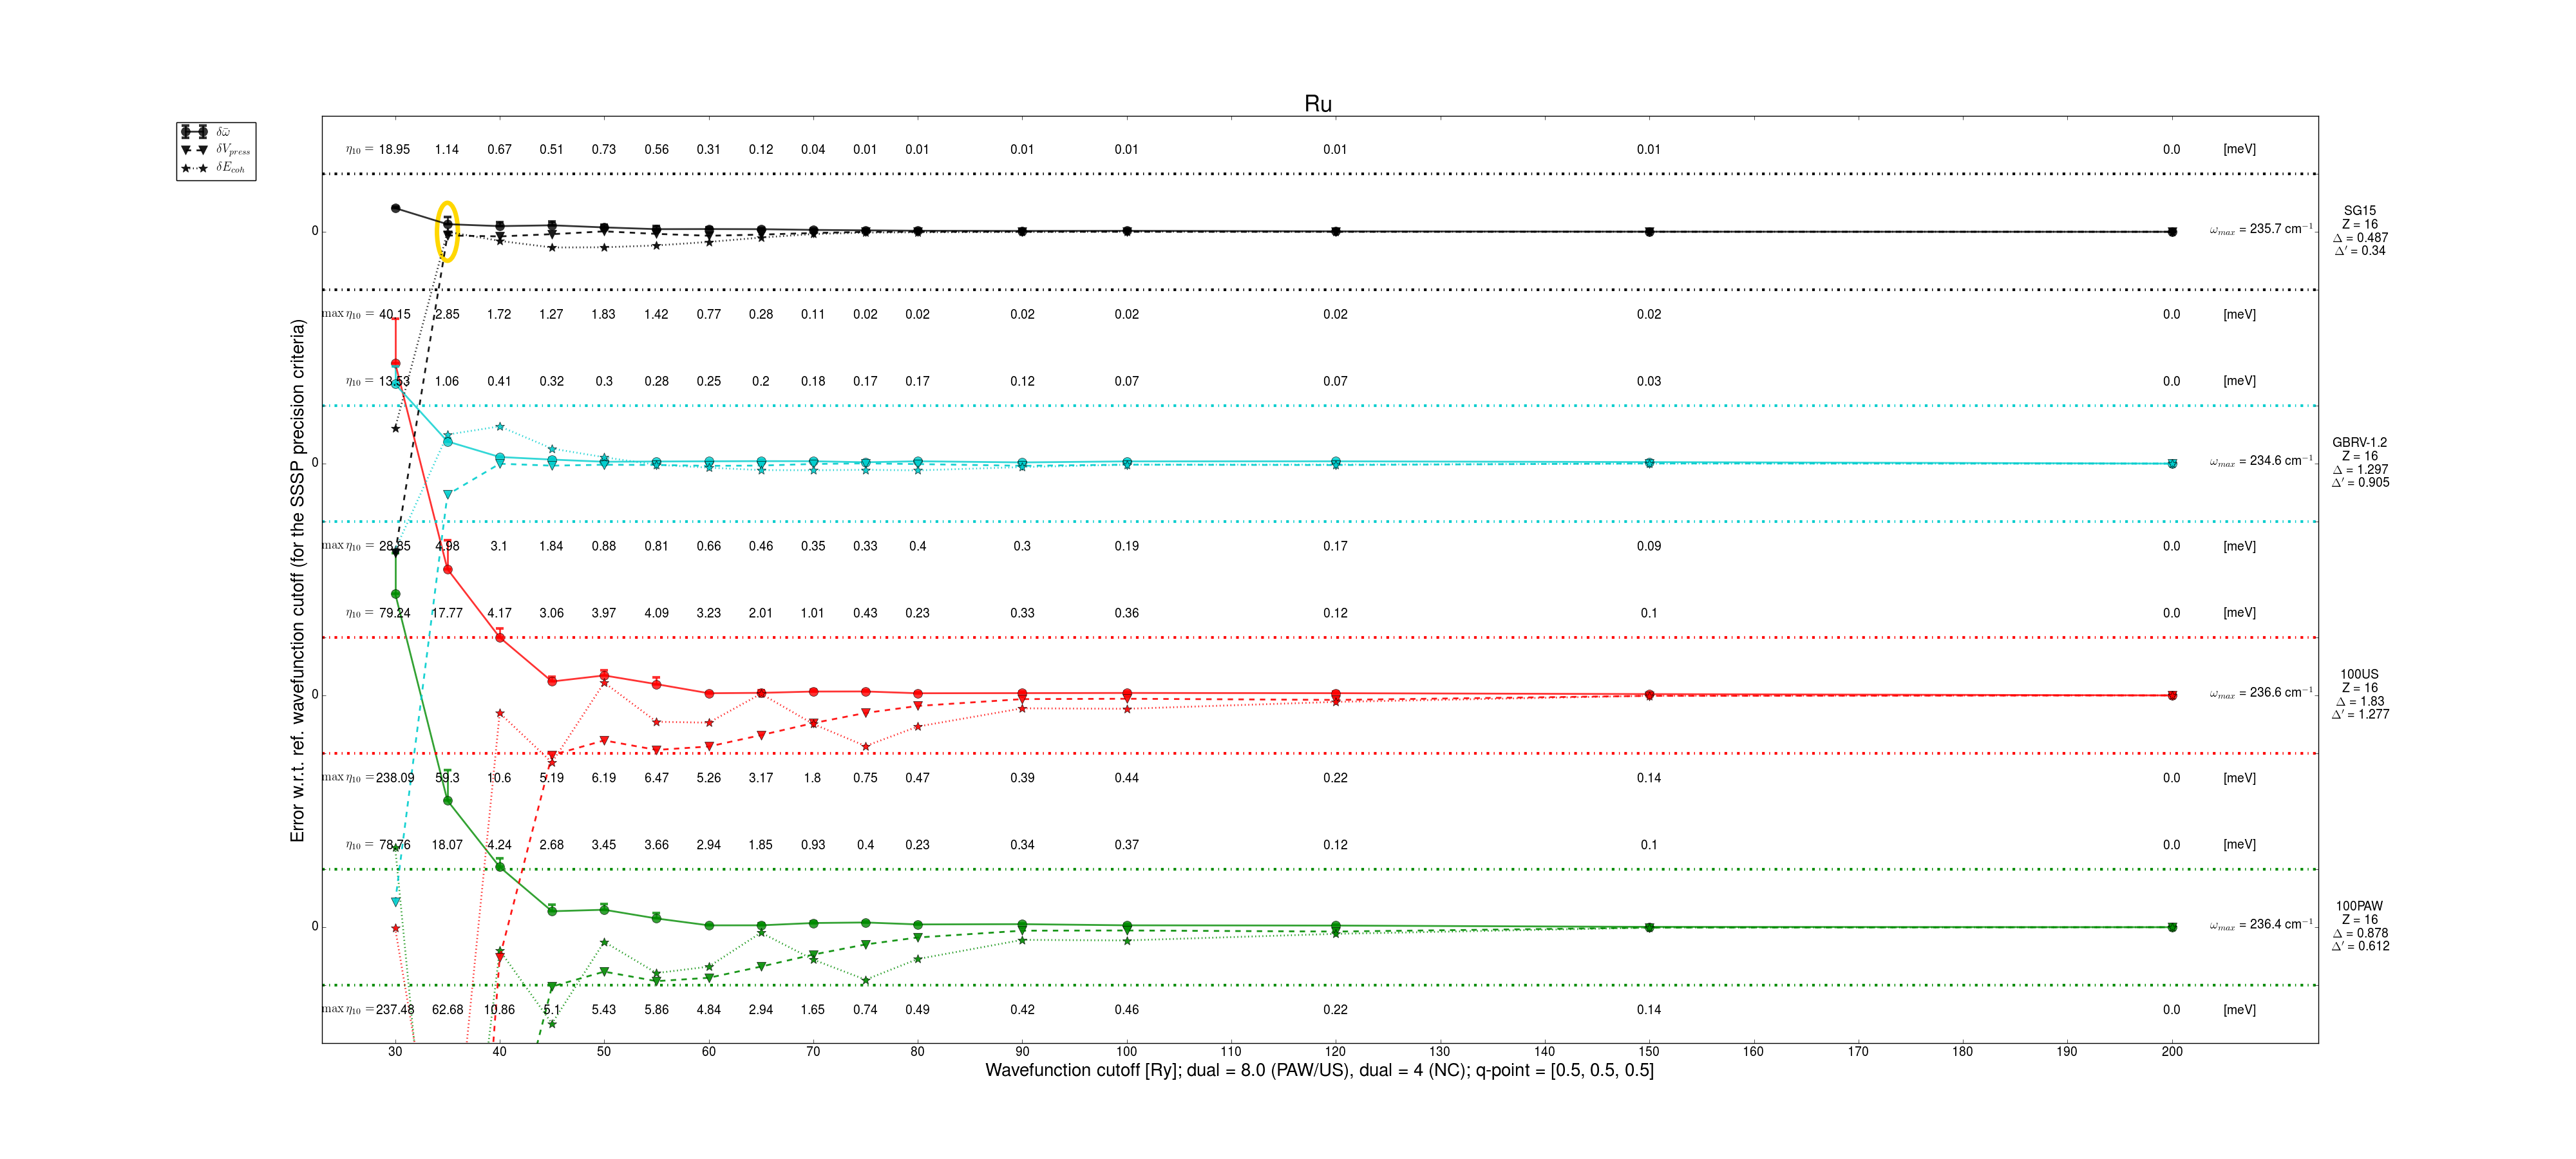 Ru
δω̄
δV_press
δE_coh
η₁₀ = 18.95 1.14 0.67 0.51 0.73 0.56 0.31 0.12 0.04 0.01 0.01 0.01 0.01 0.01 0.01 0.0 [meV]
0
ω_max = 235.7 cm⁻¹
SG15
Z = 16
Δ = 0.487
Δ′ = 0.34
max η₁₀ = 40.15 2.85 1.72 1.27 1.83 1.42 0.77 0.28 0.11 0.02 0.02 0.02 0.02 0.02 0.02 0.0 [meV]
η₁₀ = 13.53 1.06 0.41 0.32 0.3 0.28 0.25 0.2 0.18 0.17 0.17 0.12 0.07 0.07 0.03 0.0 [meV]
0
ω_max = 234.6 cm⁻¹
GBRV-1.2
Z = 16
Δ = 1.297
Δ′ = 0.905
max η₁₀ = 28.85 4.98 3.1 1.84 0.88 0.81 0.66 0.46 0.35 0.33 0.4 0.3 0.19 0.17 0.09 0.0 [meV]
η₁₀ = 79.24 17.77 4.17 3.06 3.97 4.09 3.23 2.01 1.01 0.43 0.23 0.33 0.36 0.12 0.1 0.0 [meV]
0
ω_max = 236.6 cm⁻¹
100US
Z = 16
Δ = 1.83
Δ′ = 1.277
max η₁₀ = 238.09 59.3 10.6 5.19 6.19 6.47 5.26 3.17 1.8 0.75 0.47 0.39 0.44 0.22 0.14 0.0 [meV]
η₁₀ = 78.76 18.07 4.24 2.68 3.45 3.66 2.94 1.85 0.93 0.4 0.23 0.34 0.37 0.12 0.1 0.0 [meV]
0
ω_max = 236.4 cm⁻¹
100PAW
Z = 16
Δ = 0.878
Δ′ = 0.612
max η₁₀ = 237.48 62.68 10.86 5.1 5.43 5.86 4.84 2.94 1.65 0.74 0.49 0.42 0.46 0.22 0.14 0.0 [meV]
Error w.r.t. ref. wavefunction cutoff (for the SSSP precision criteria)
30 40 50 60 70 80 90 100 110 120 130 140 150 160 170 180 190 200
Wavefunction cutoff [Ry]; dual = 8.0 (PAW/US), dual = 4 (NC); q-point = [0.5, 0.5, 0.5]